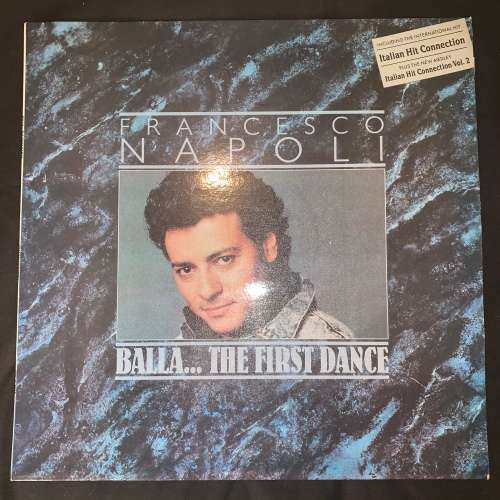 INCLUDING THE INTERNATIONAL HIT
Italian Hit Connection
PLUS THE NEW MEDLEY
Italian Hit Connection Vol. 2
FRANCESCO
NAPOLI
BALLA... THE FIRST DANCE